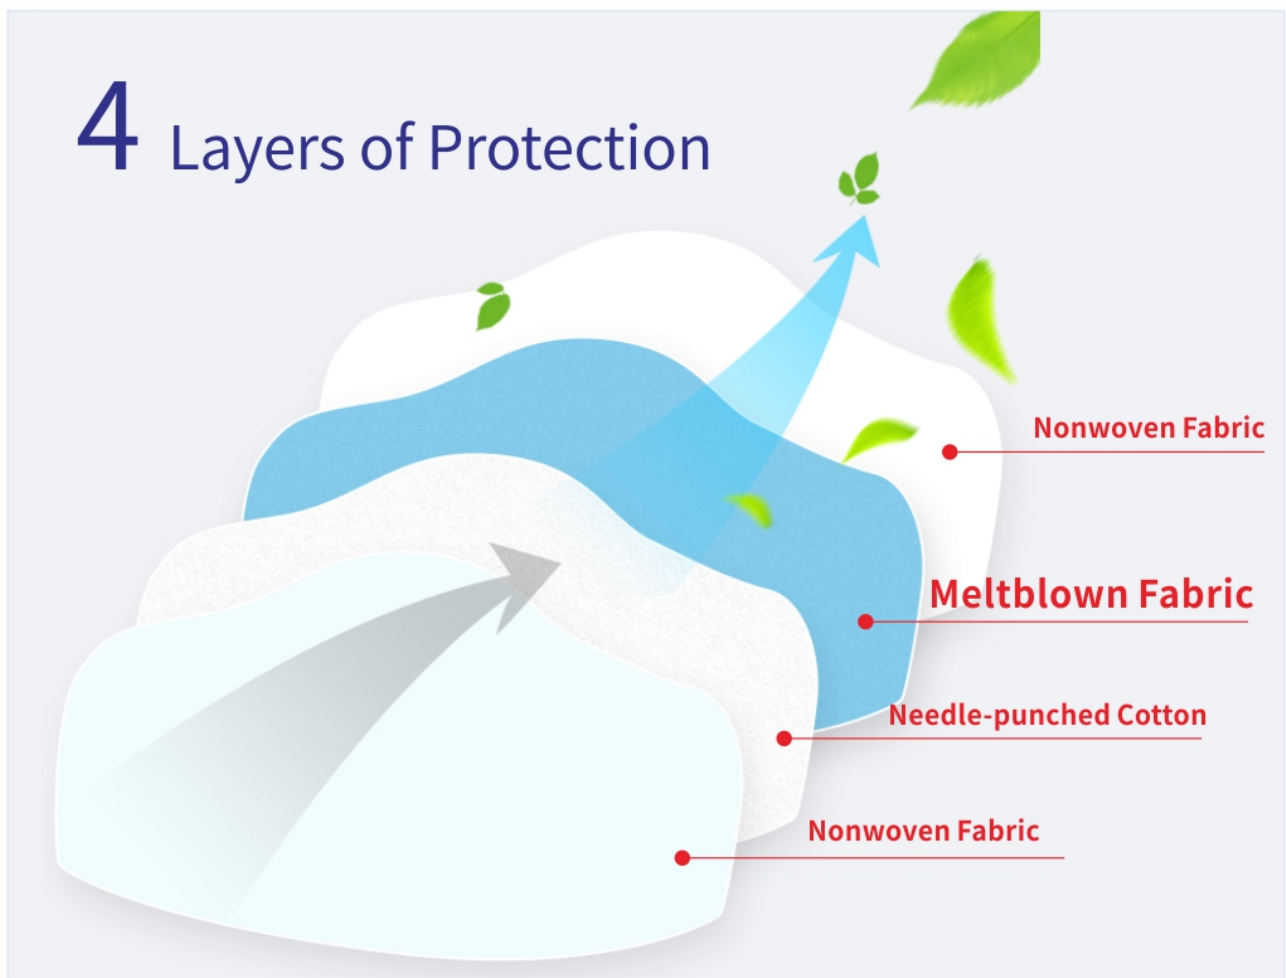 4 Layers of Protection
Nonwoven Fabric
Meltblown Fabric
Needle-punched Cotton
Nonwoven Fabric